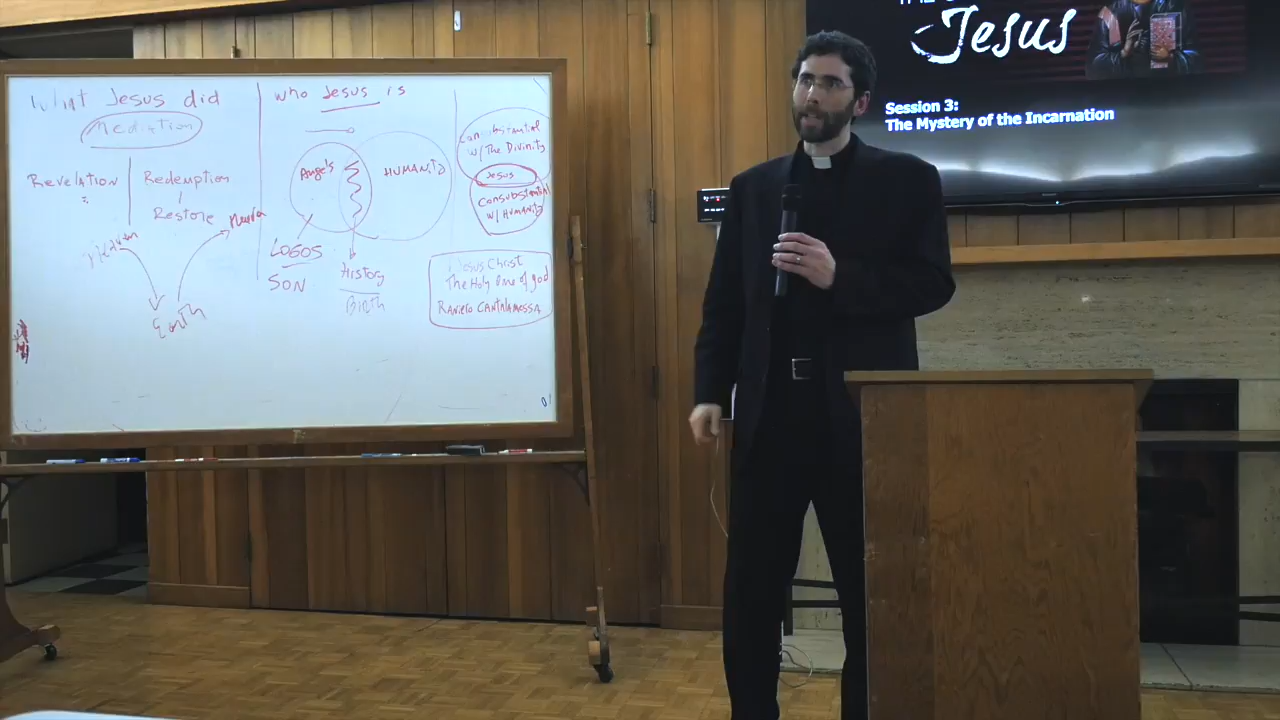 What Jesus did
Mediation
Revelation
Redemption
Restore
Heaven
Earth
who Jesus is
Angels
HUMANITY
LOGOS
SON
History
Birth
Consubstantial
w/ The Divinity
Jesus
Consubstantial
w/ HUMANITY
Jesus Christ
The Holy One of god
Raniero CANTALAMESSA
Jesus
Session 3:
The Mystery of the Incarnation